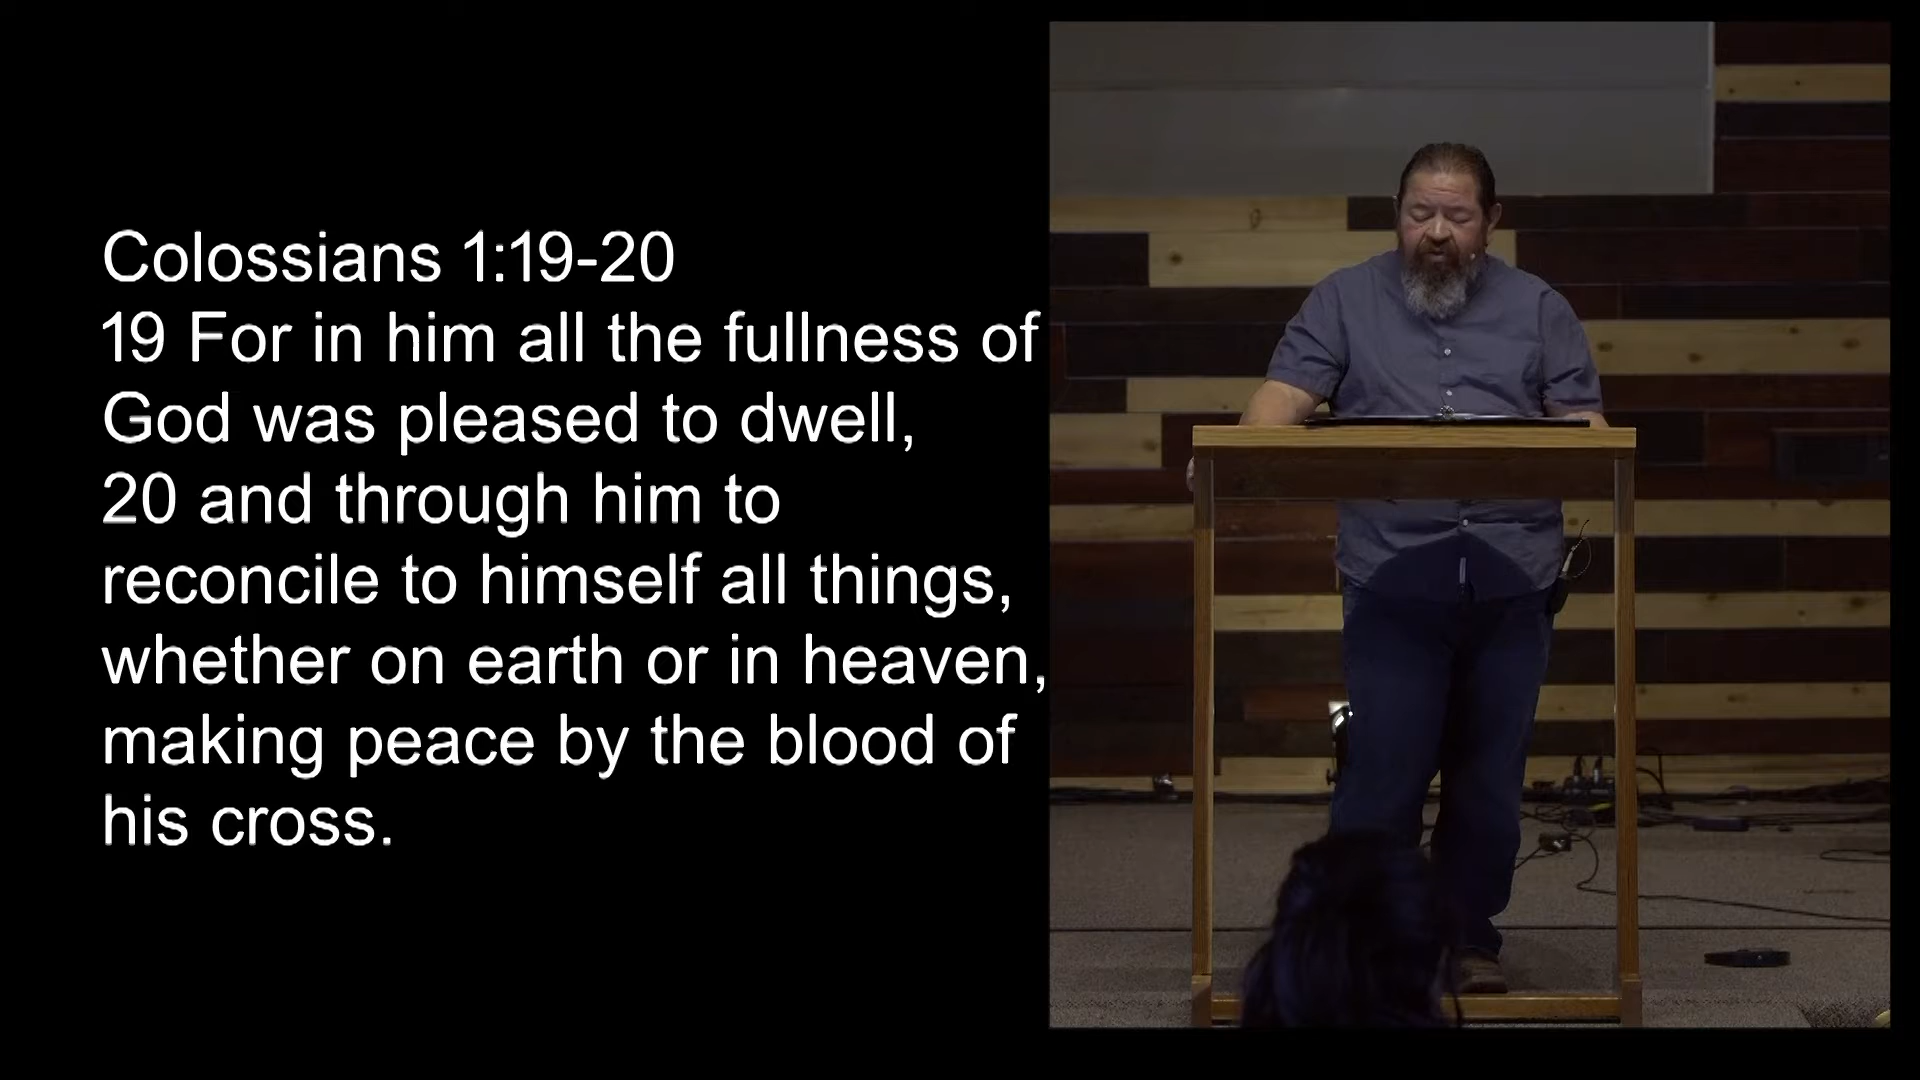 Colossians 1:19-20
19 For in him all the fullness of
God was pleased to dwell,
20 and through him to
reconcile to himself all things,
whether on earth or in heaven,
making peace by the blood of
his cross.